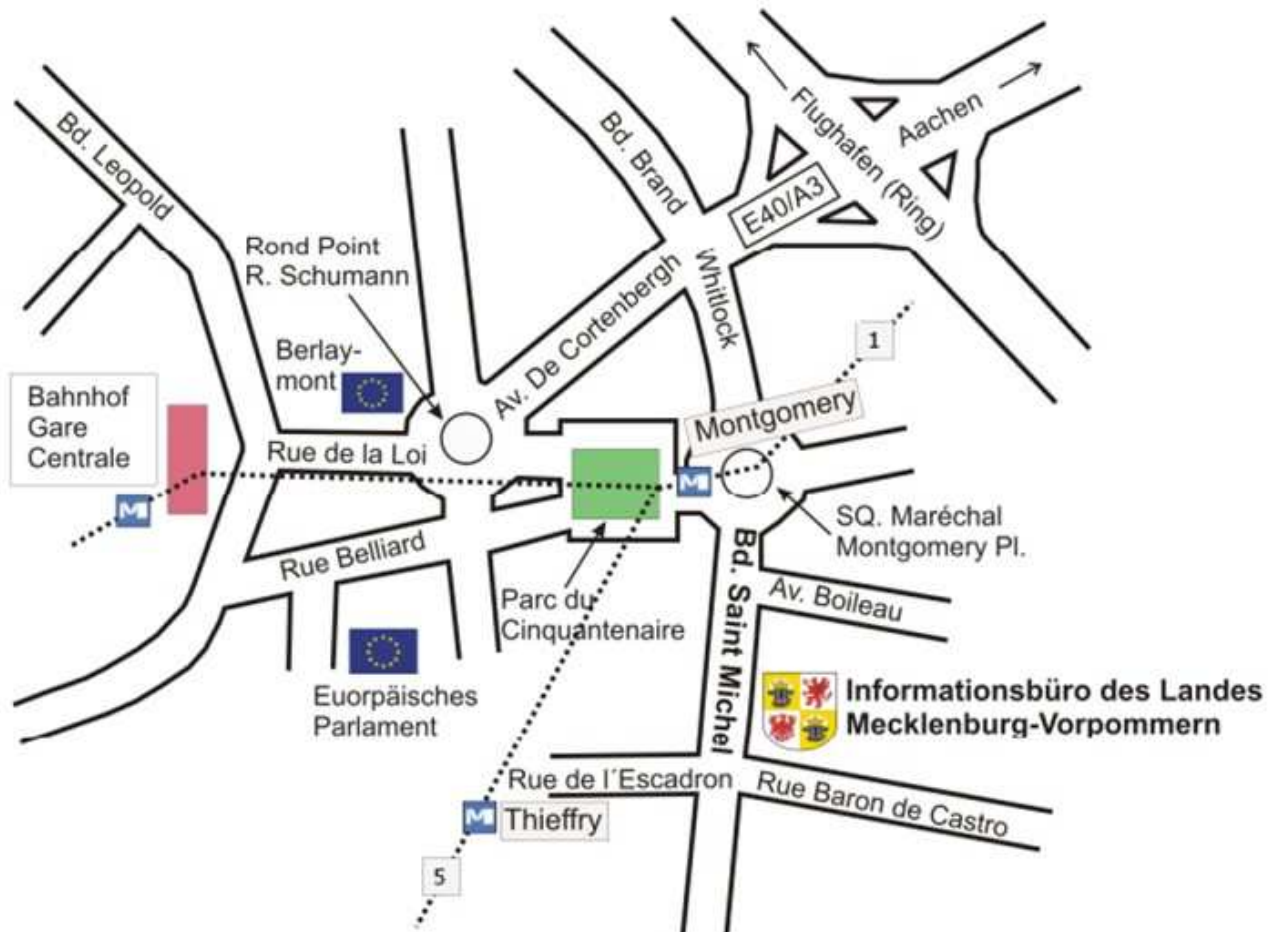 Bd. Leopold
Rond Point
R. Schumann
Berlay-
mont
Bahnhof
Gare
Centrale
M
Rue de la Loi
Rue Belliard
Euorpäisches
Parlament
Bd. Brand
Whitlock
Av. De Cortenbergh
E40/A3
Flughafen (Ring)
Aachen
1
Montgomery
M
SQ. Maréchal
Montgomery Pl.
Parc du
Cinquantenaire
Bd. Saint Michel
Av. Boileau
Informationsbüro des Landes
Mecklenburg-Vorpommern
Rue de l´Escadron
Rue Baron de Castro
M
Thieffry
5